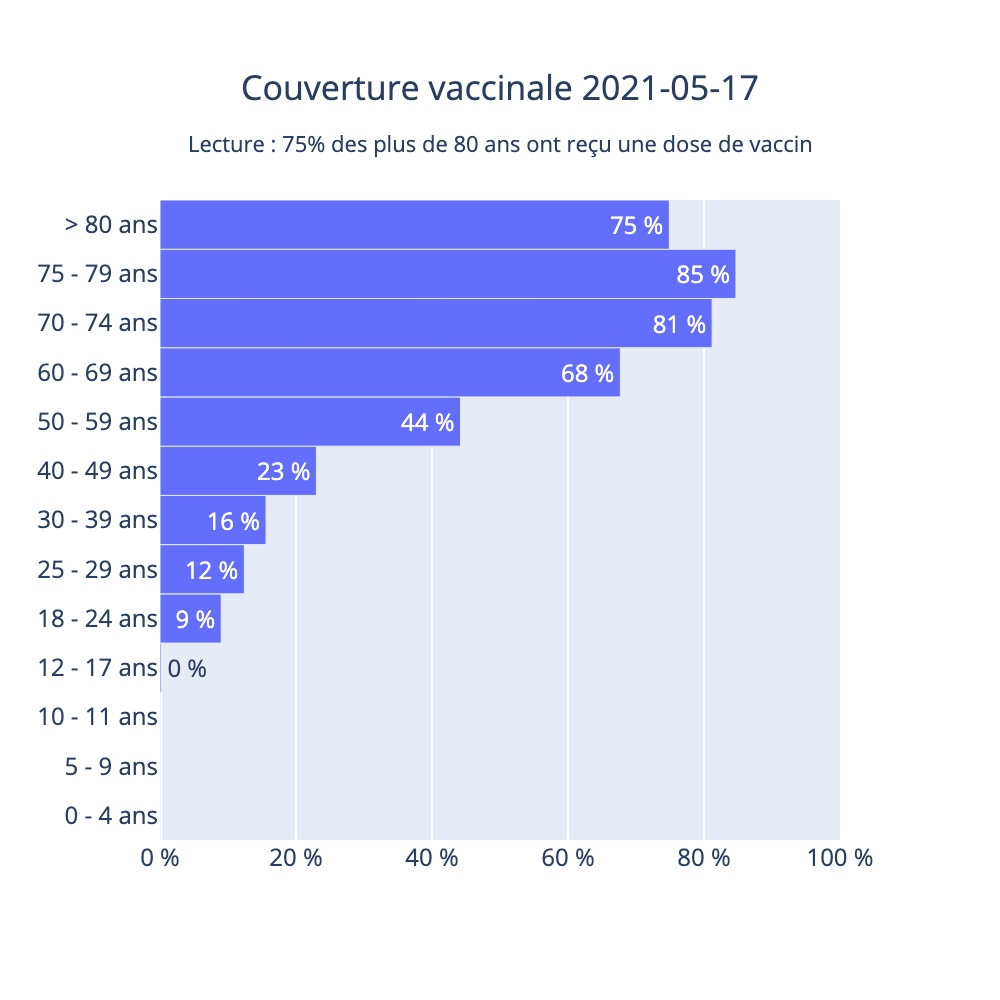 Couverture vaccinale 2021-05-17
Lecture : 75% des plus de 80 ans ont reçu une dose de vaccin
> 80 ans 75 %
75 - 79 ans 85 %
70 - 74 ans 81 %
60 - 69 ans 68 %
50 - 59 ans 44 %
40 - 49 ans 23 %
30 - 39 ans 16 %
25 - 29 ans 12 %
18 - 24 ans 9 %
12 - 17 ans 0 %
10 - 11 ans
5 - 9 ans
0 - 4 ans
0 % 20 % 40 % 60 % 80 % 100 %